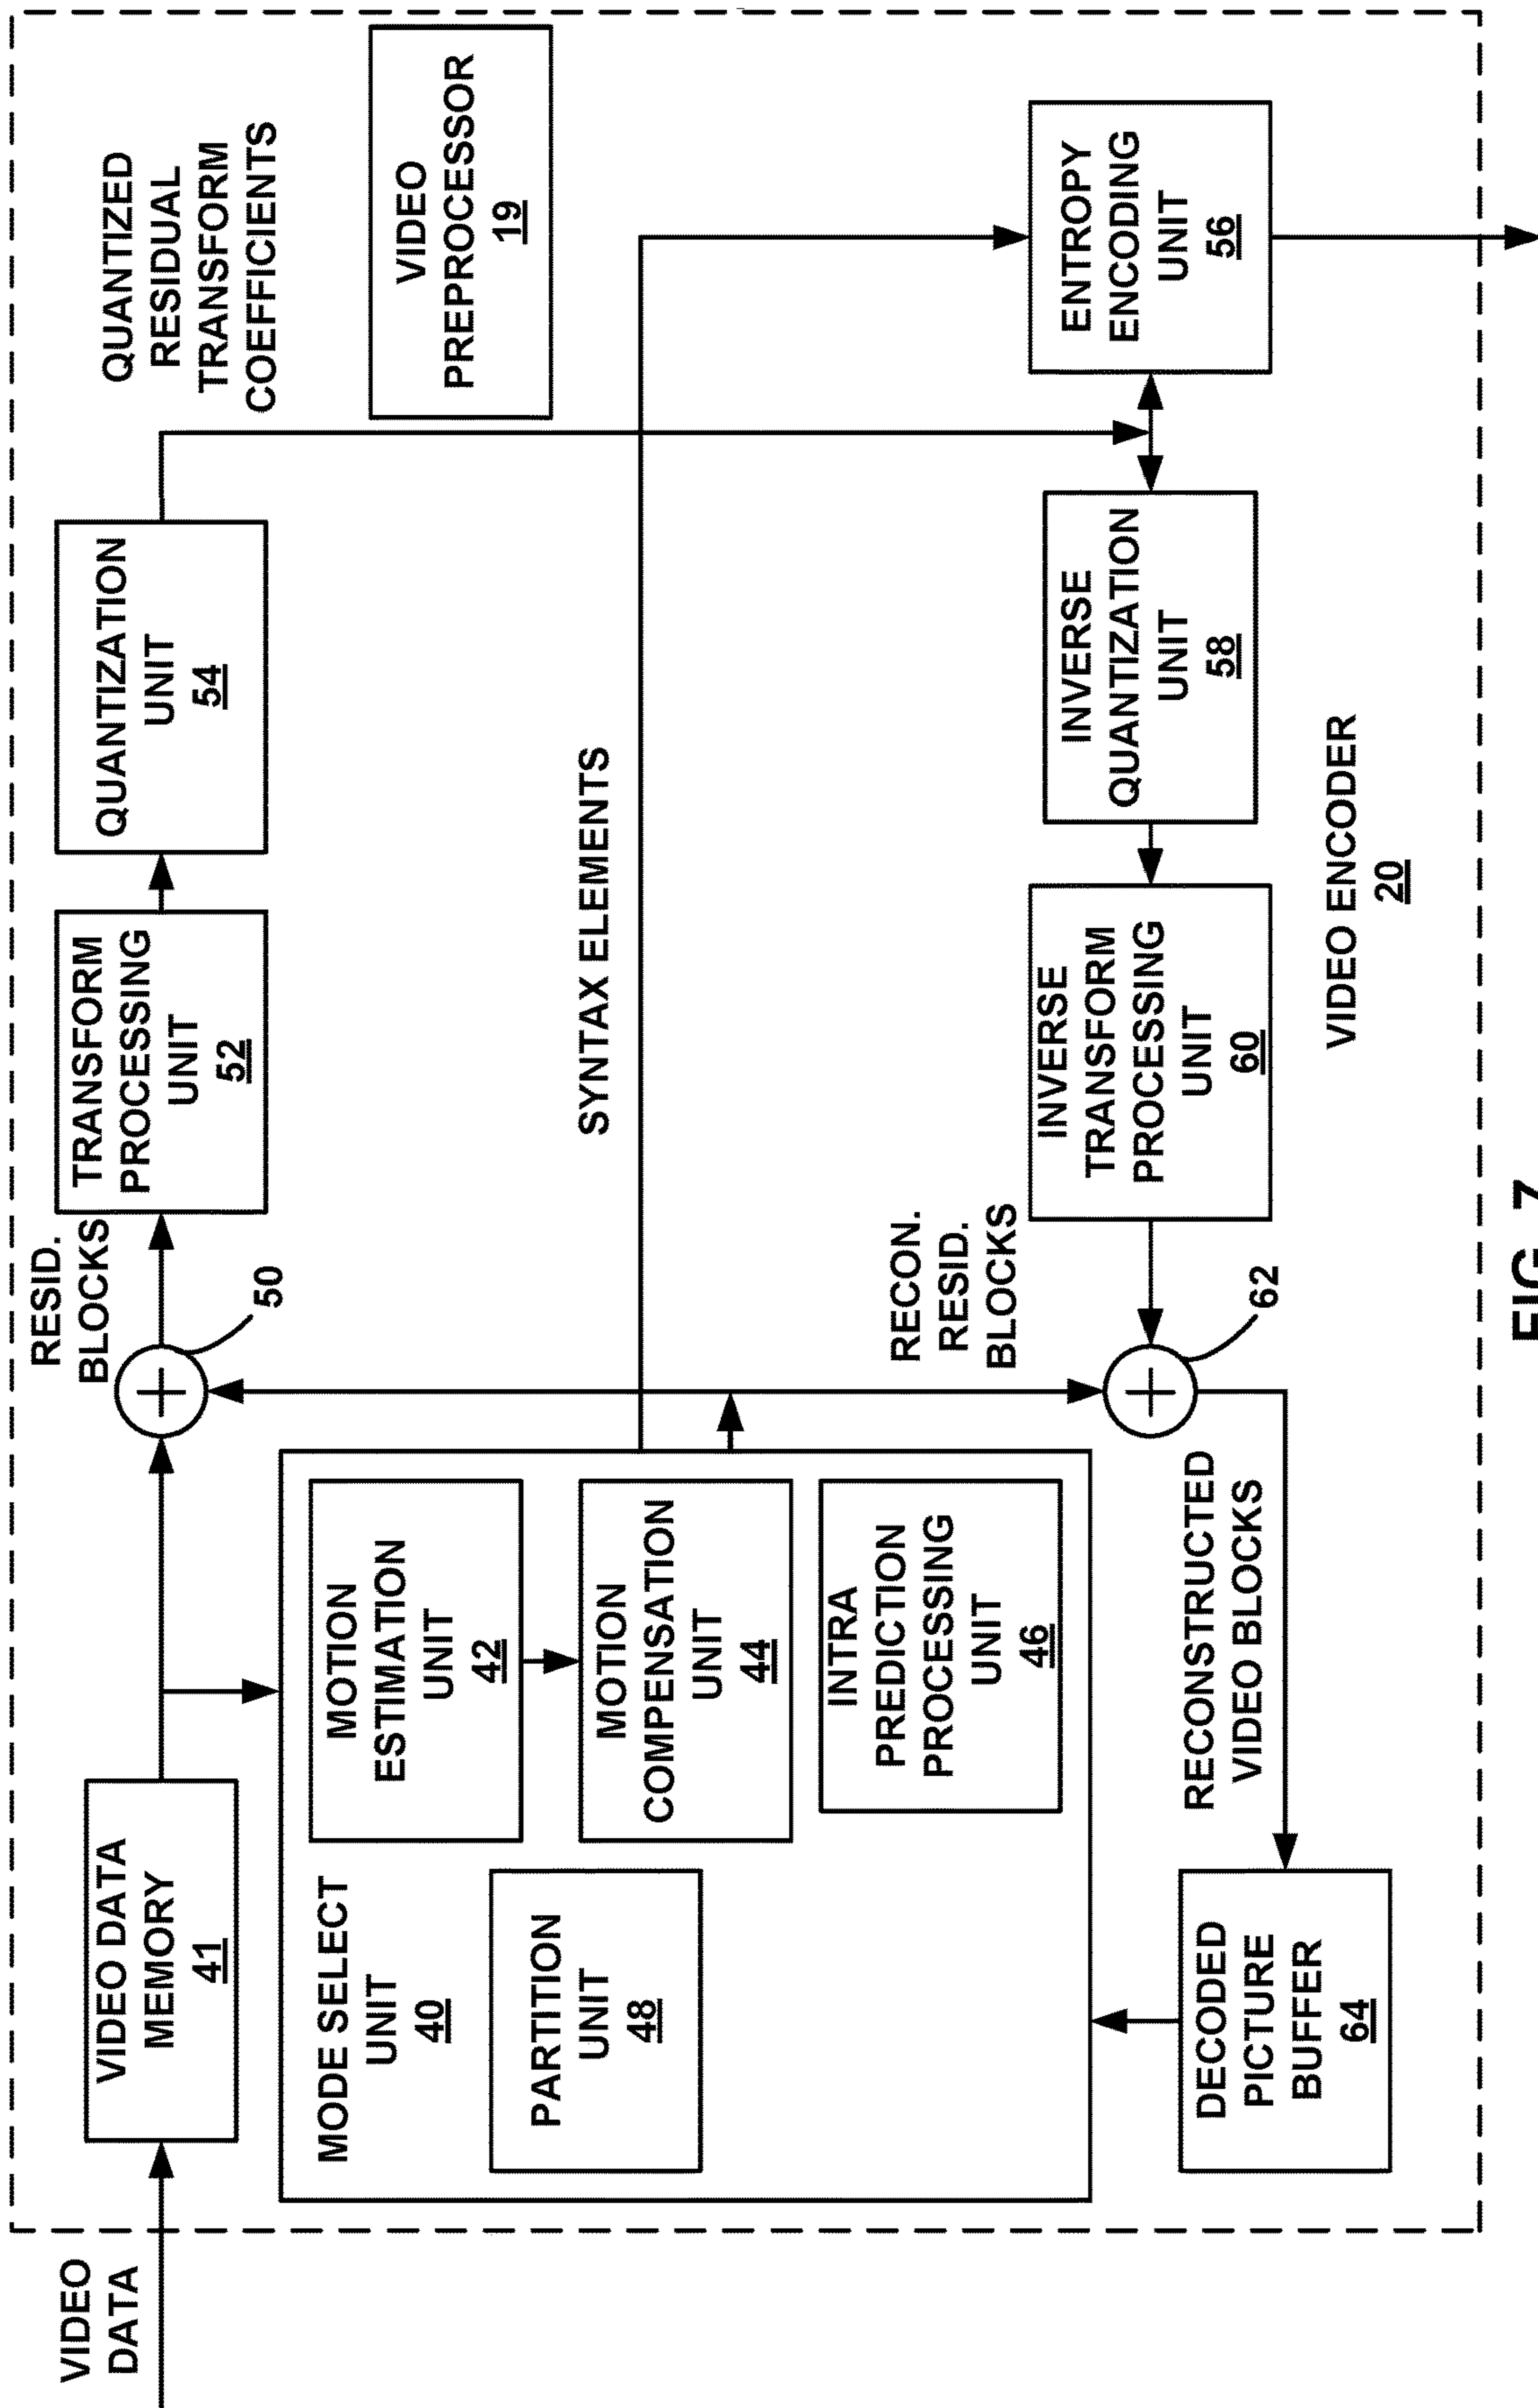 VIDEO
DATA
VIDEO DATA
MEMORY
41
RESID.
BLOCKS
50
TRANSFORM
PROCESSING
UNIT
52
QUANTIZATION
UNIT
54
QUANTIZED
RESIDUAL
TRANSFORM
COEFFICIENTS
VIDEO
PREPROCESSOR
19
MODE SELECT
UNIT
40
MOTION
ESTIMATION
UNIT
42
PARTITION
UNIT
48
MOTION
COMPENSATION
UNIT
44
INTRA
PREDICTION
PROCESSING
UNIT
46
SYNTAX ELEMENTS
RECON.
RESID.
BLOCKS
62
INVERSE
TRANSFORM
PROCESSING
UNIT
60
INVERSE
QUANTIZATION
UNIT
58
ENTROPY
ENCODING
UNIT
56
DECODED
PICTURE
BUFFER
64
RECONSTRUCTED
VIDEO BLOCKS
VIDEO ENCODER
20
FIG. 7